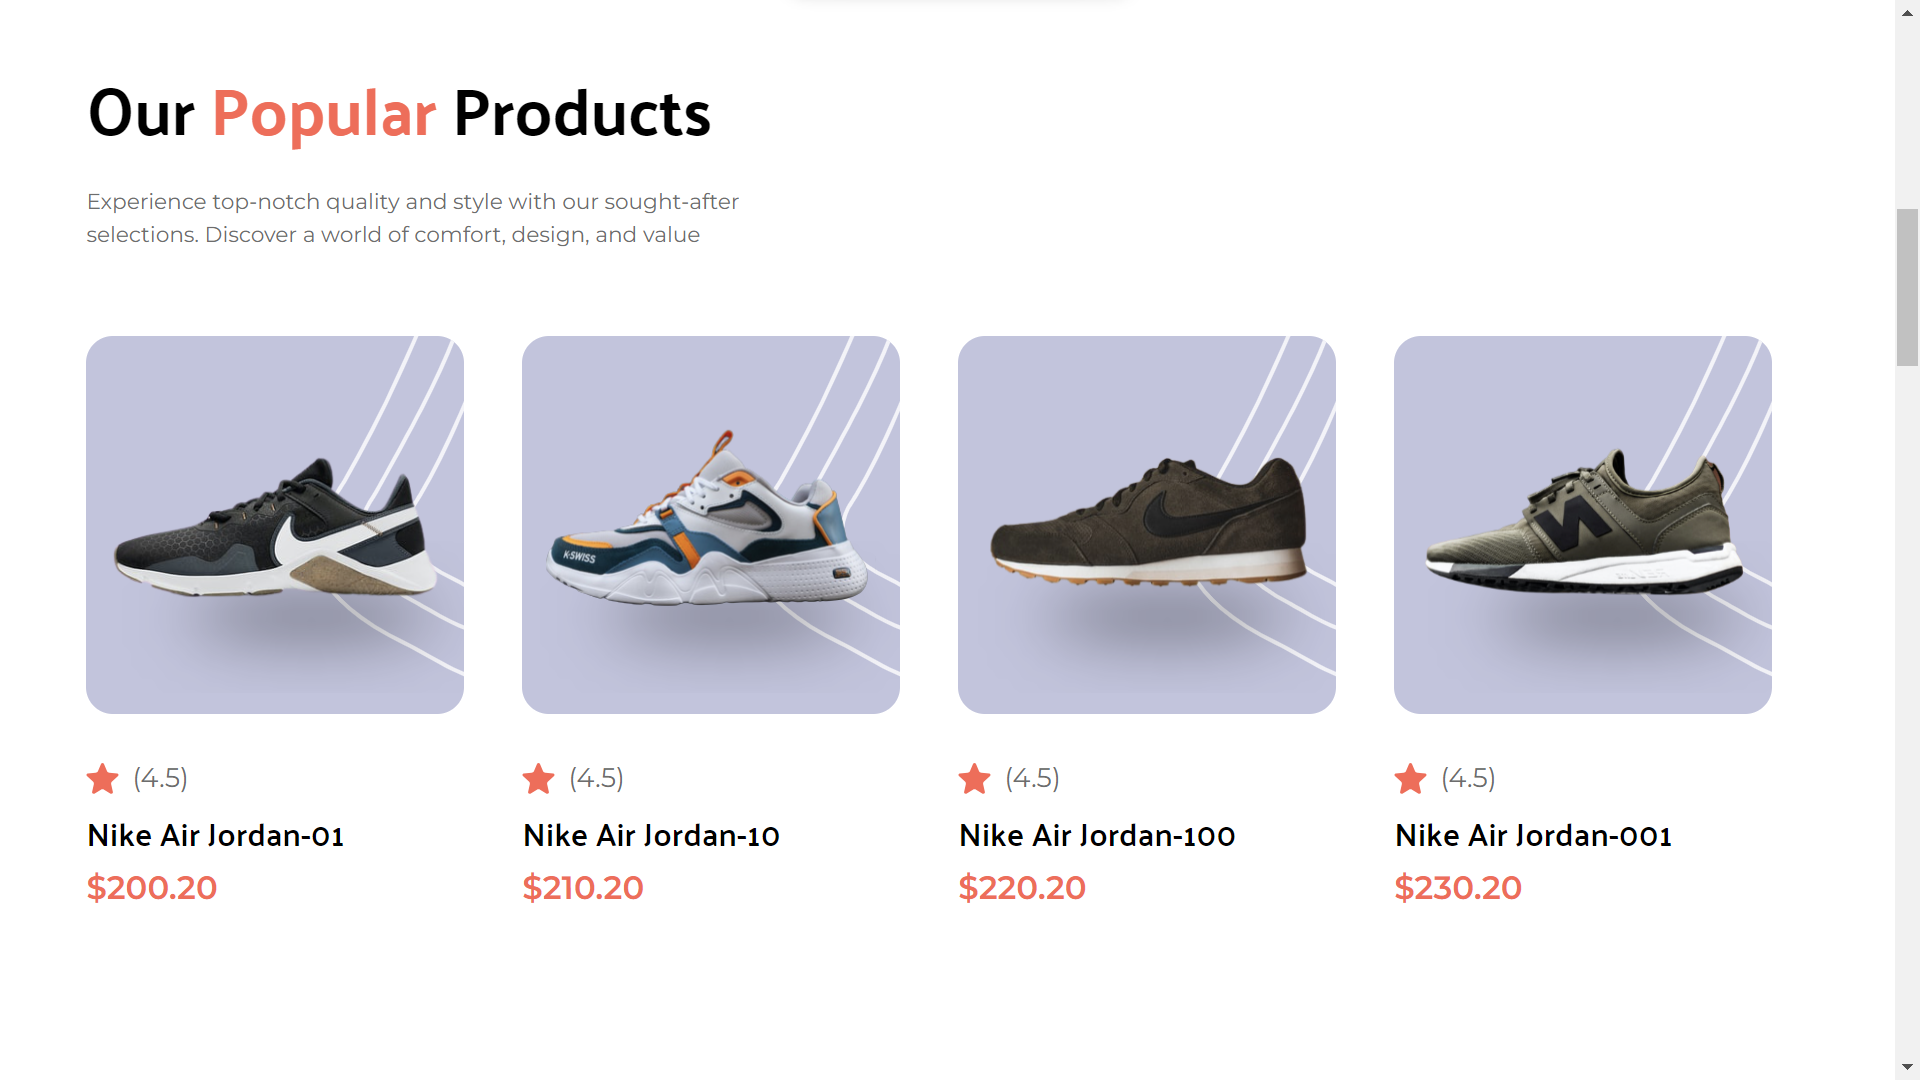 Our Popular Products
Experience top-notch quality and style with our sought-after
selections. Discover a world of comfort, design, and value
K·SWISS
(4.5)
(4.5)
(4.5)
(4.5)
Nike Air Jordan-01
Nike Air Jordan-10
Nike Air Jordan-100
Nike Air Jordan-001
$200.20
$210.20
$220.20
$230.20